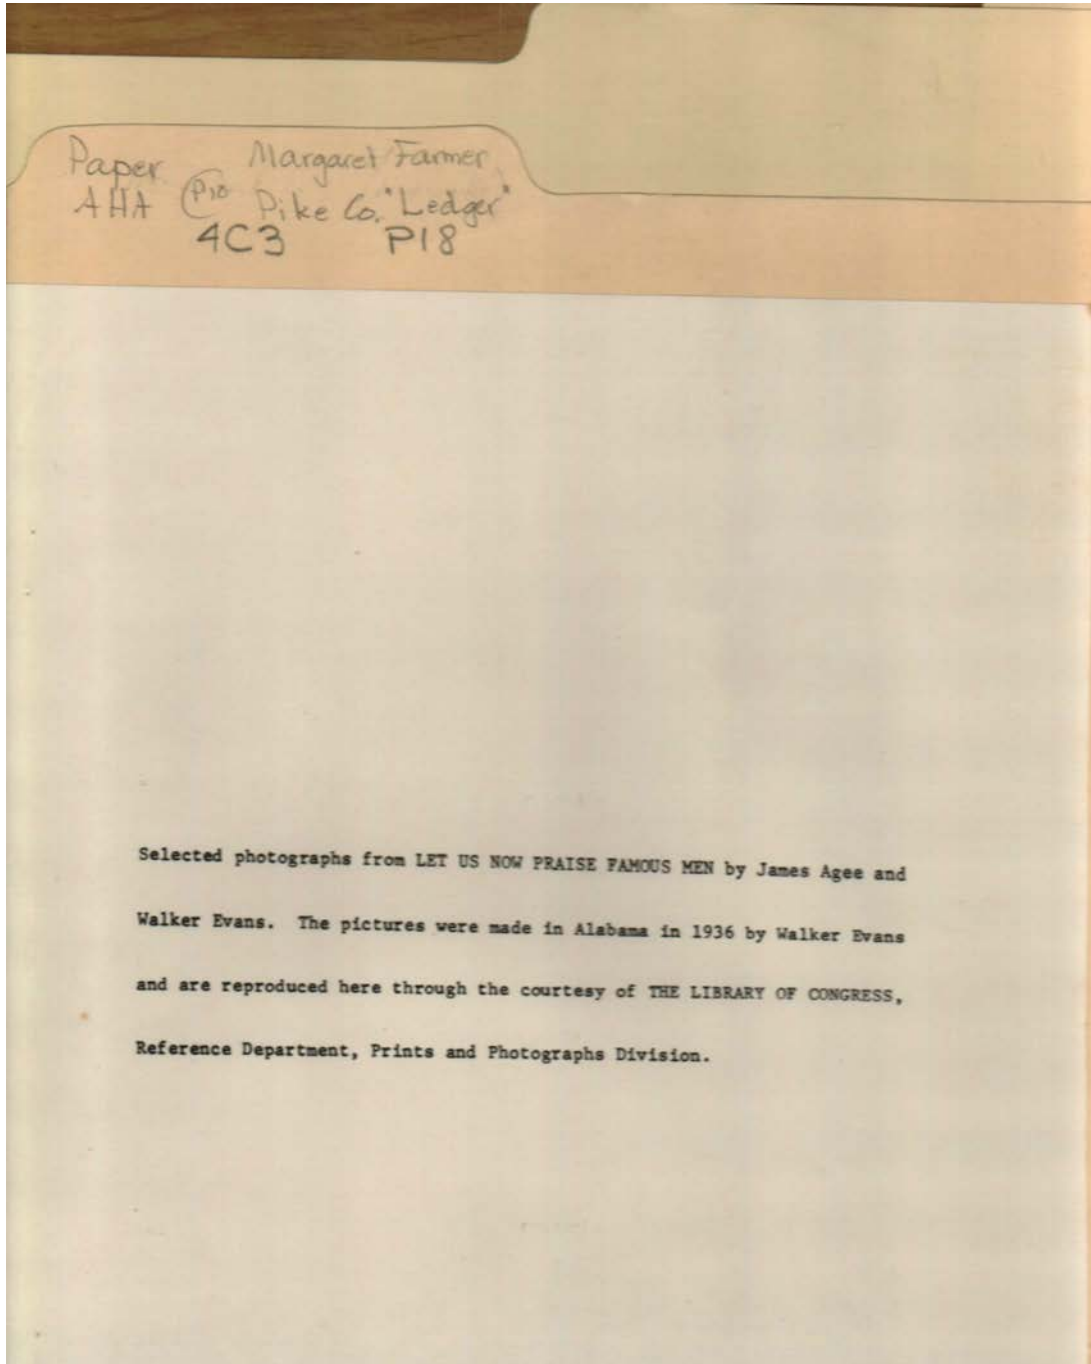 Paper Margaret Farmer
AHA P10 Pike Co. "Ledger"
4C3 P18
Selected photographs from LET US NOW PRAISE FAMOUS MEN by James Agee and
Walker Evans. The pictures were made in Alabama in 1936 by Walker Evans
and are reproduced here through the courtesy of THE LIBRARY OF CONGRESS,
Reference Department, Prints and Photographs Division.